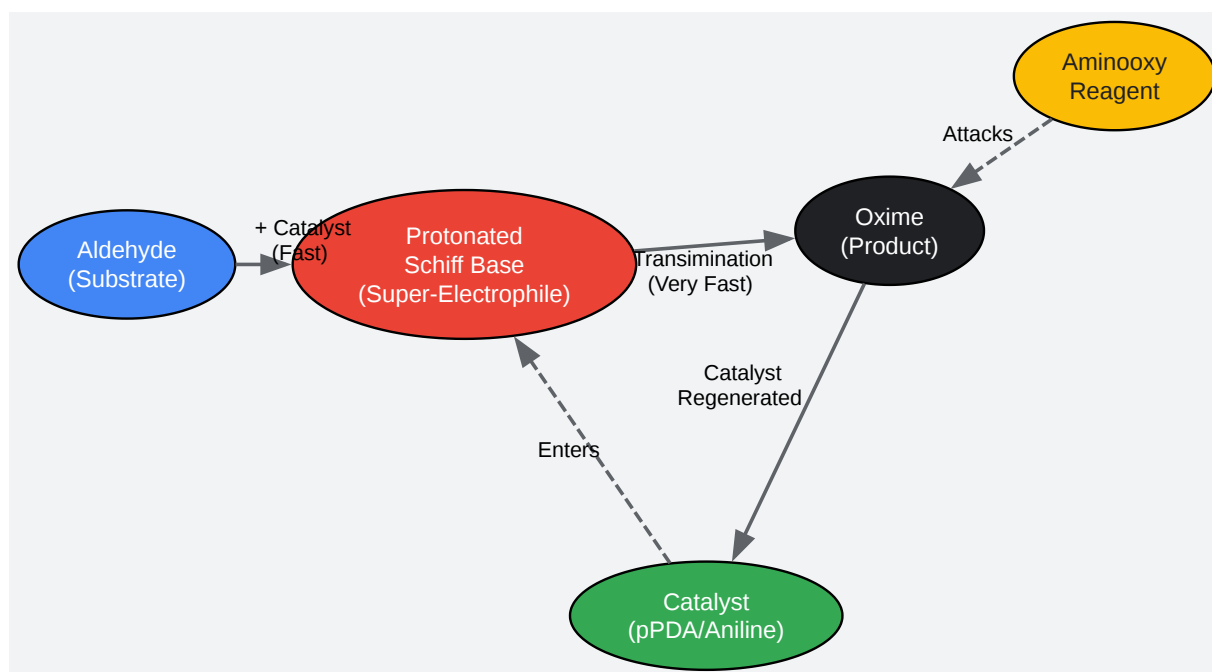 Aminooxy
Reagent
Attacks
Oxime
(Product)
+ Catalyst
(Fast)
Aldehyde
(Substrate)
Protonated
Schiff Base
(Super-Electrophile)
Transimination
(Very Fast)
Catalyst
Regenerated
Enters
Catalyst
(pPDA/Aniline)